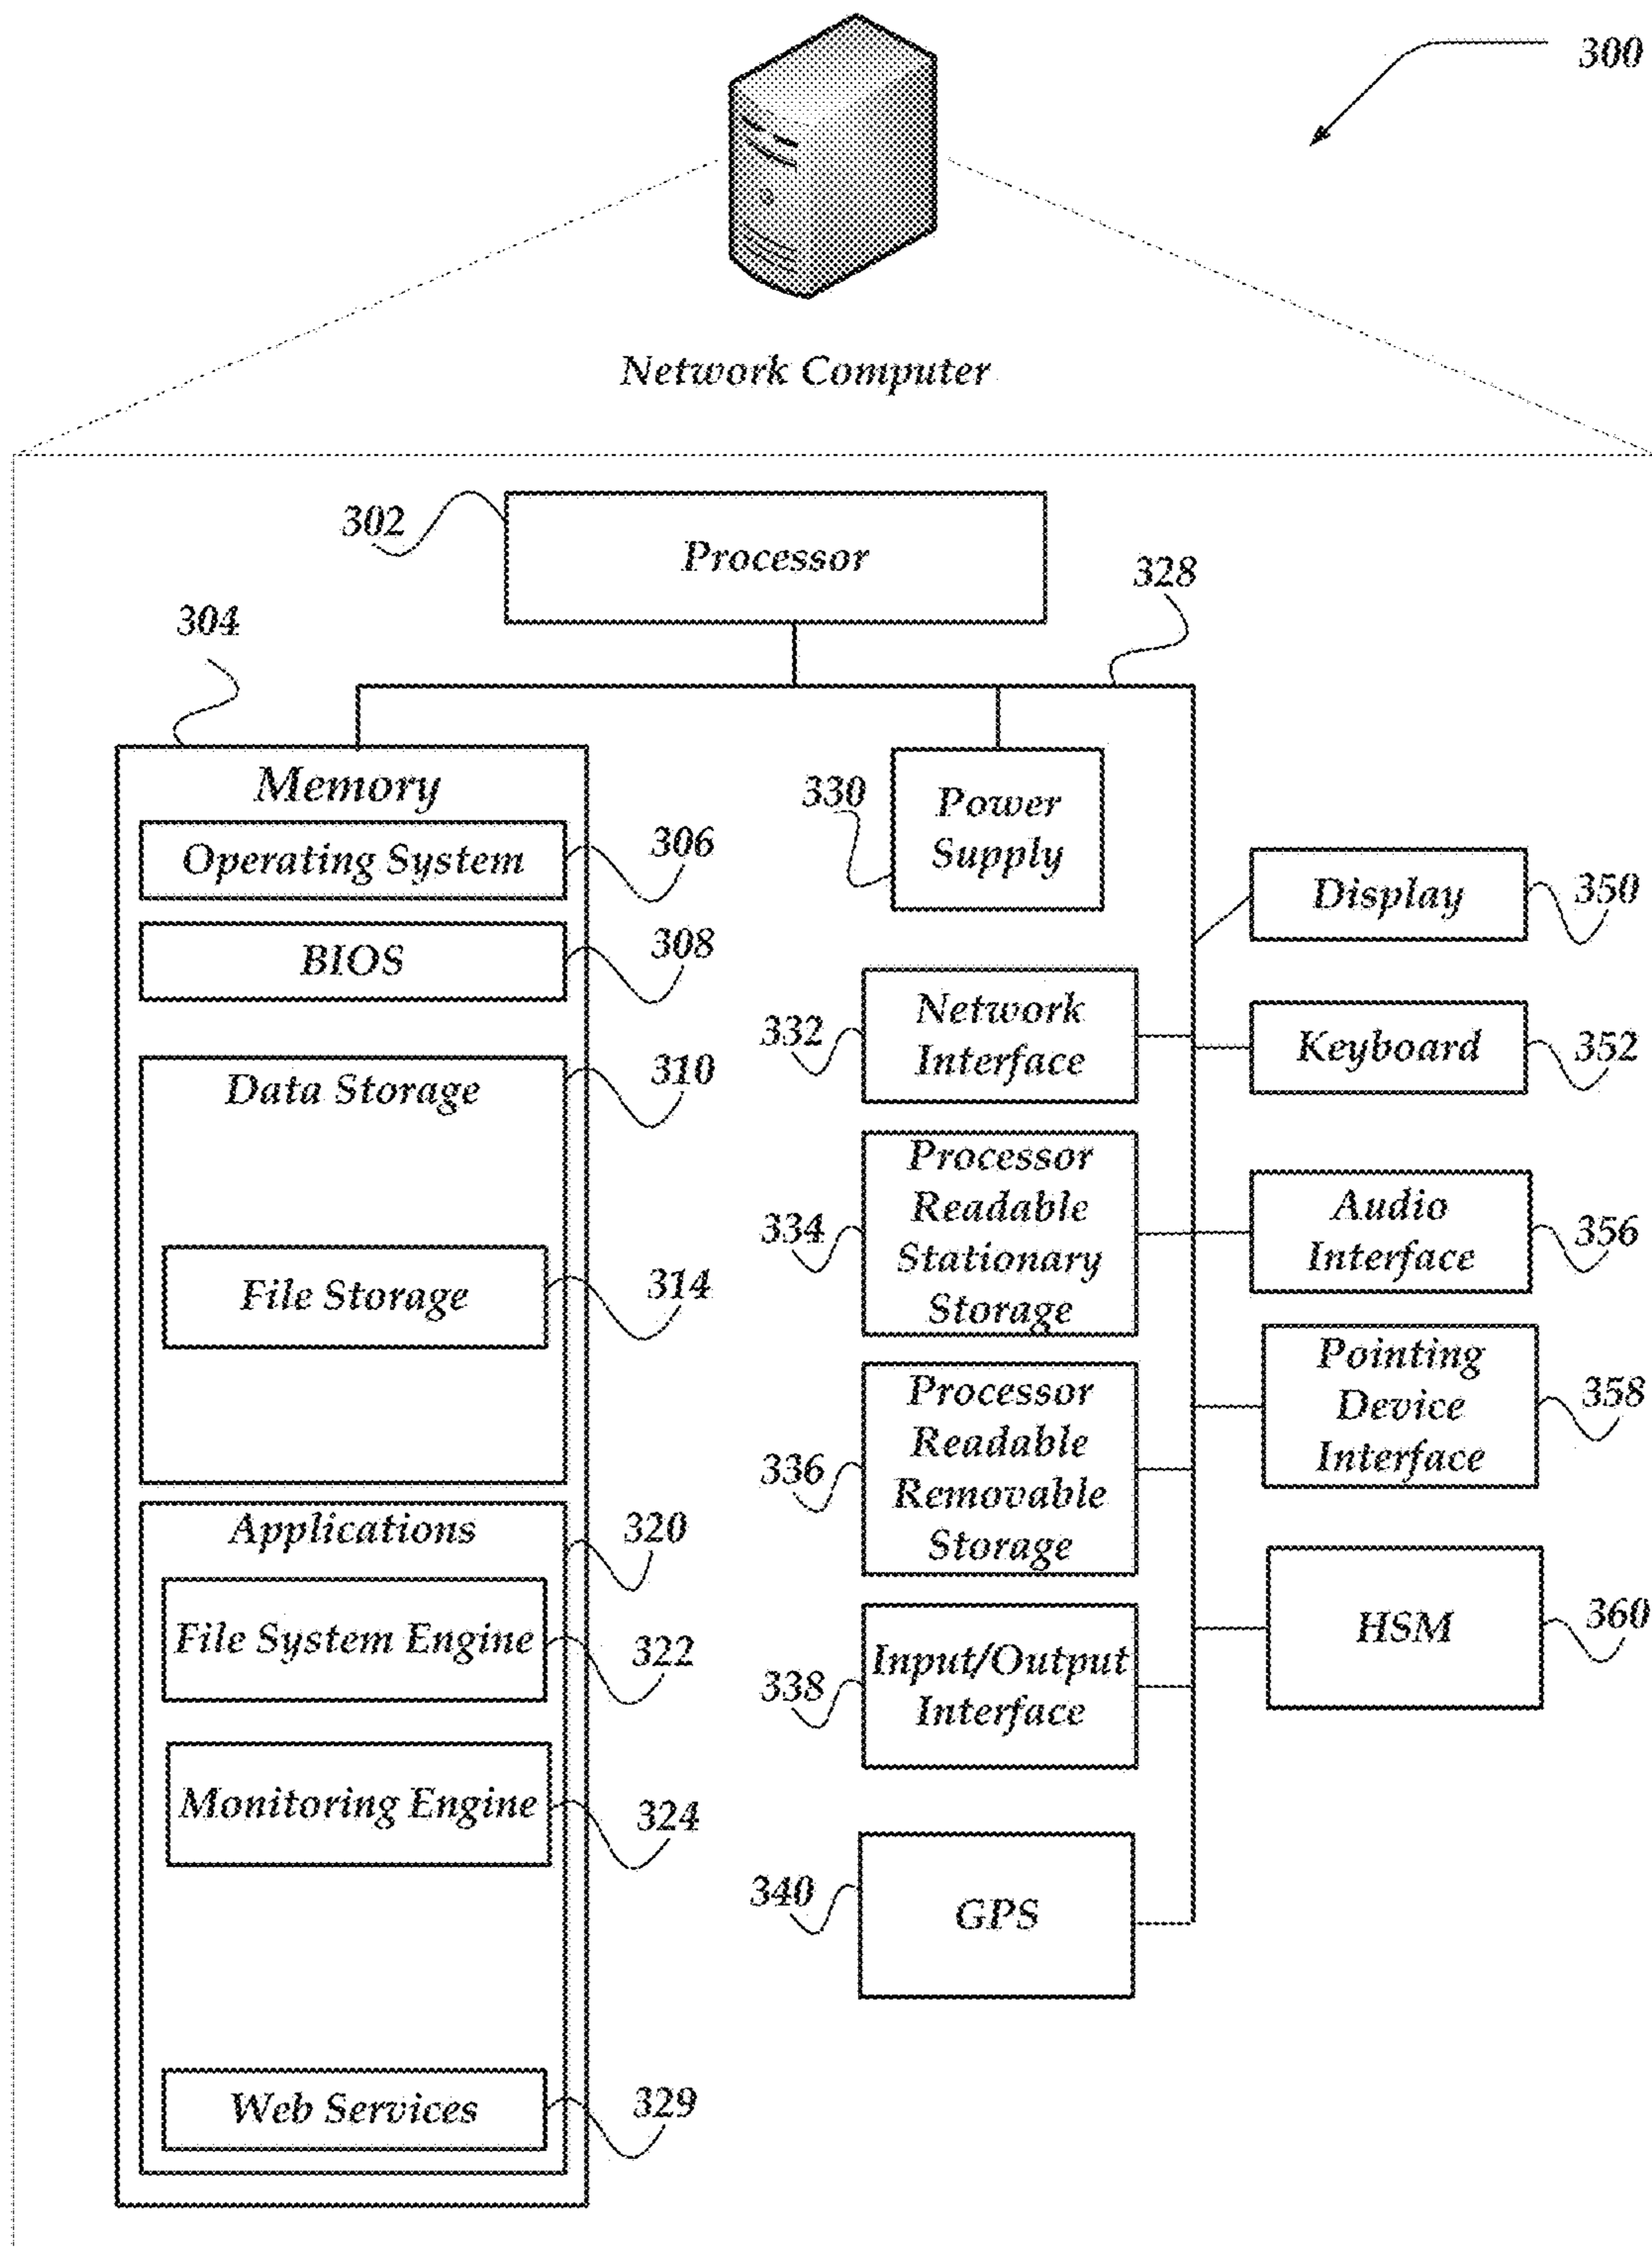 300
Network Computer
302
Processor
328
304
Memory
Operating System
306
BIOS
308
Data Storage
310
File Storage
314
Applications
320
File System Engine
322
Monitoring Engine
324
Web Services
329
330
Power
Supply
332
Network
Interface
334
Processor
Readable
Stationary
Storage
336
Processor
Readable
Removable
Storage
338
Input/Output
Interface
340
GPS
Display
350
Keyboard
352
Audio
Interface
356
Pointing
Device
Interface
358
HSM
360